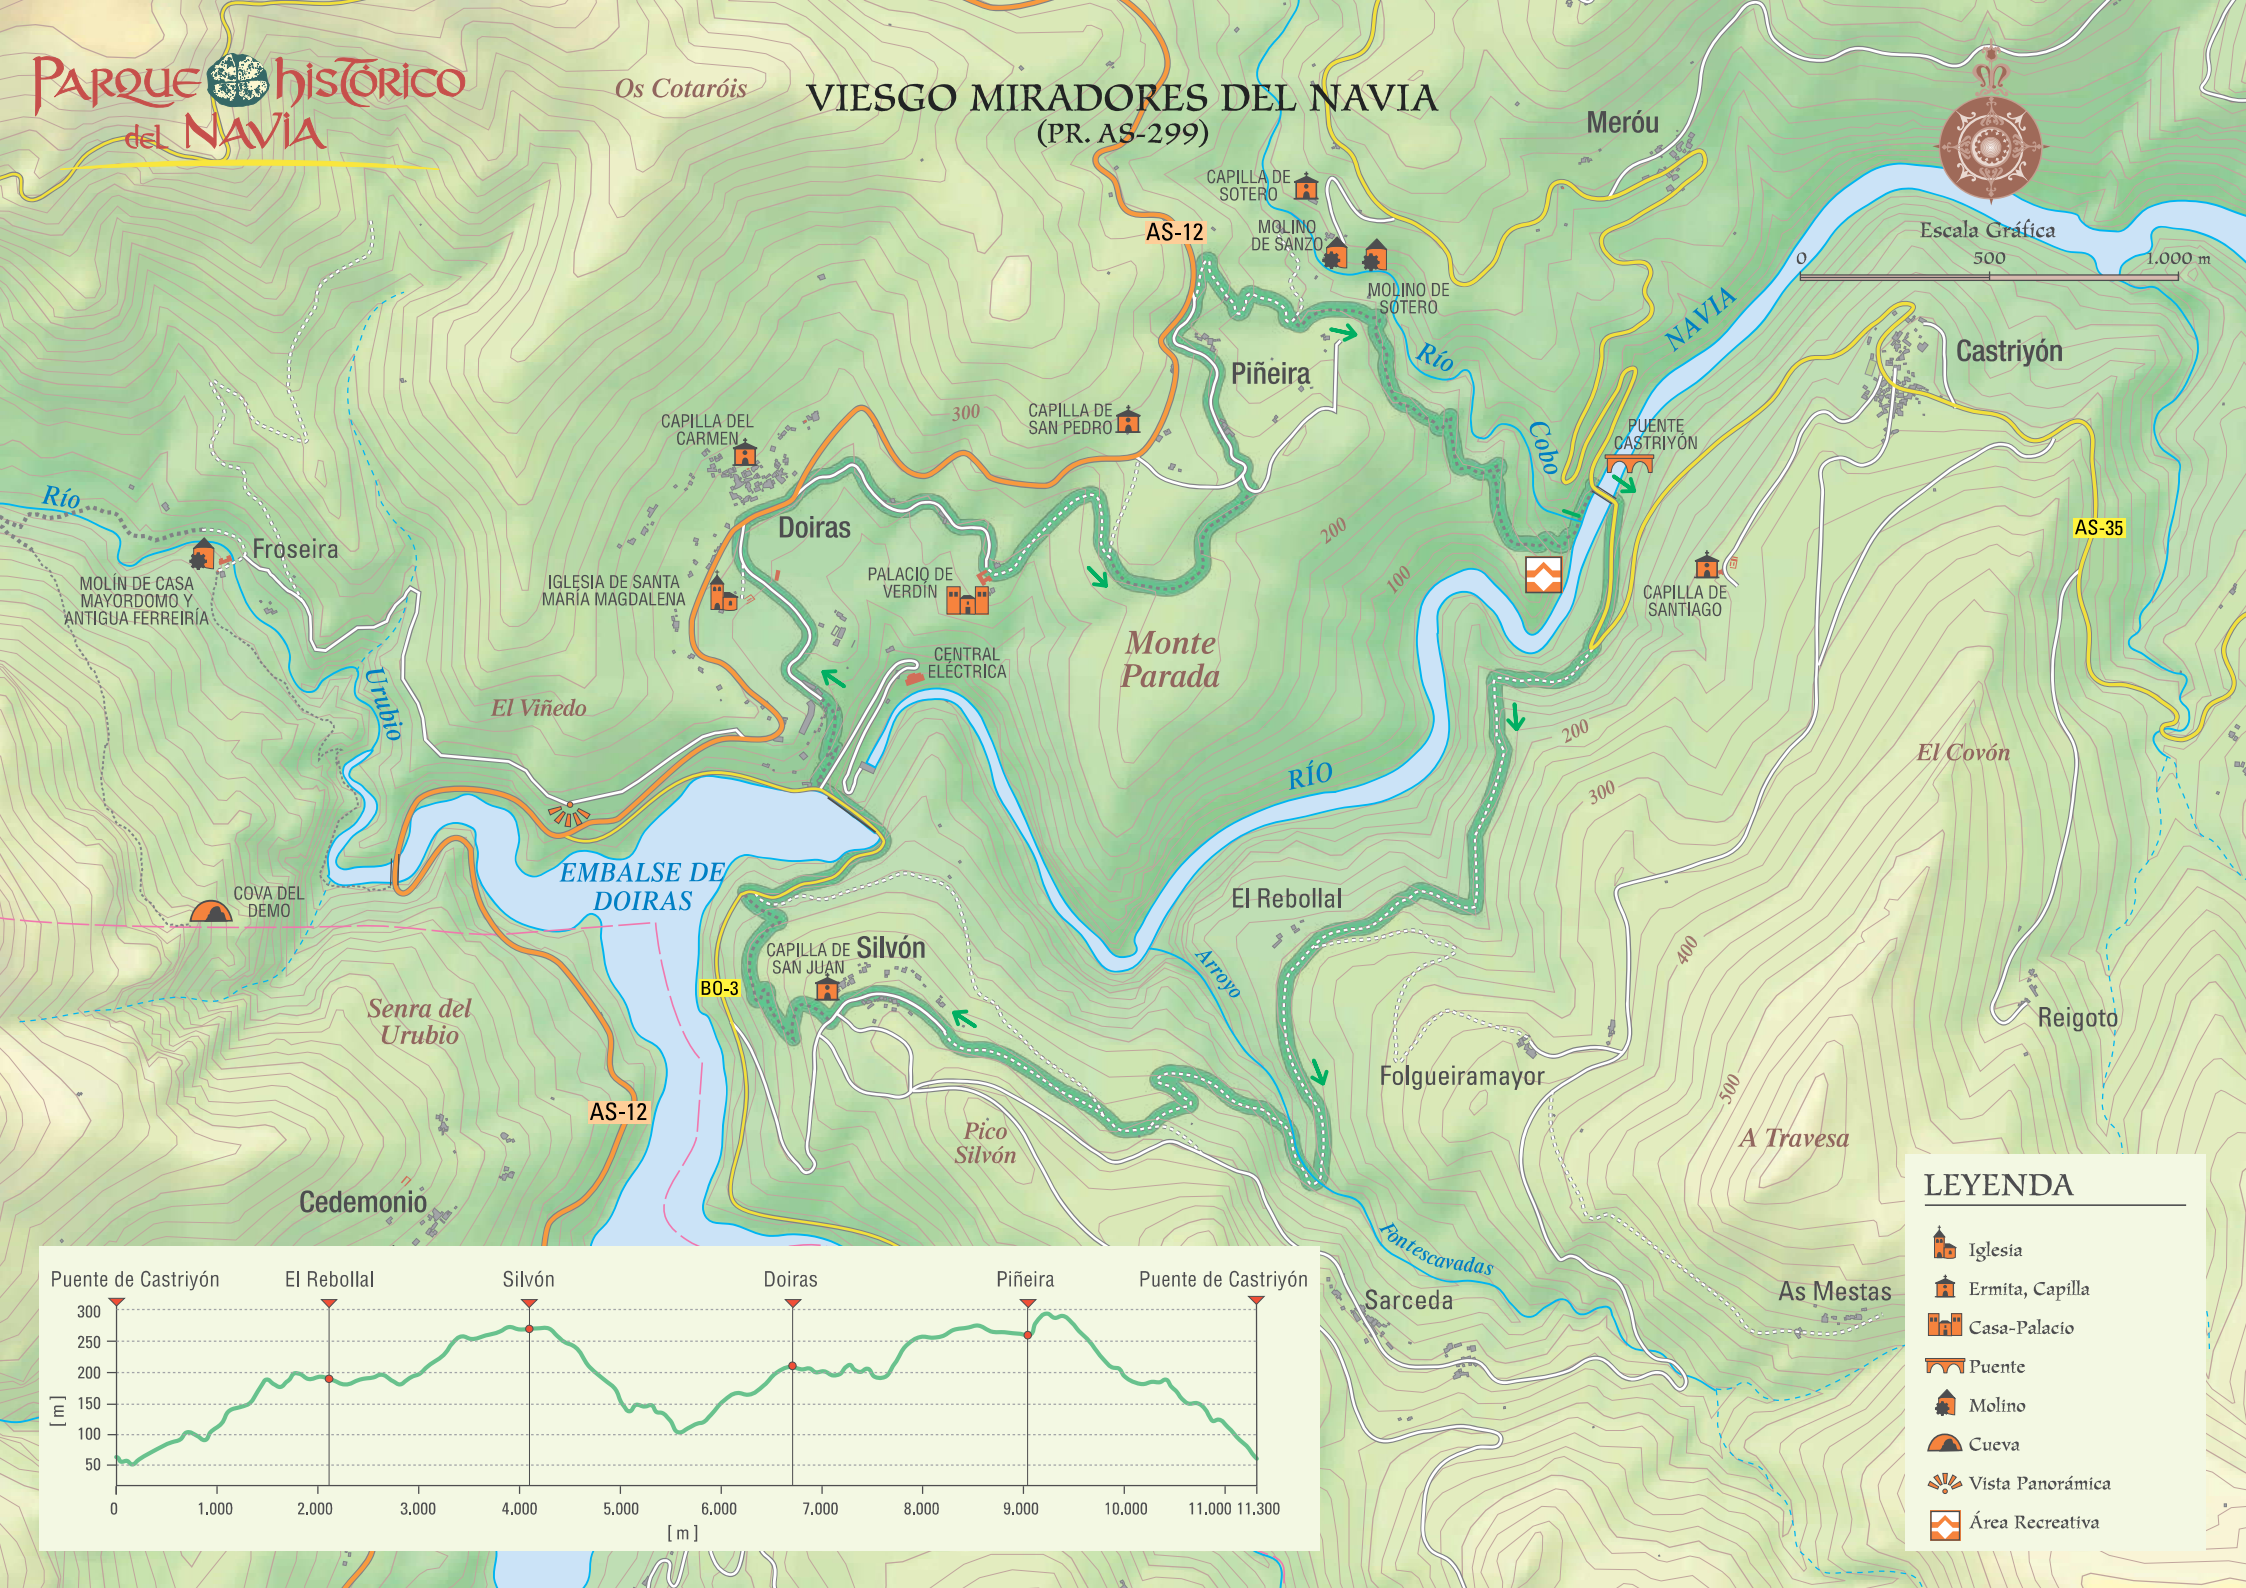 PARQUE HISTÓRICO
del NAVIA
VIESGO MIRADORES DEL NAVIA
(PR. AS-299)
Os Cotaróis
Meróu
Escala Gráfica
0 500 1.000 m
CAPILLA DE
SOTERO
MOLINO
DE SANZO
MOLINO DE
SOTERO
AS-12
NAVIA
Río
Cobo
Piñeira
Castriyón
PUENTE
CASTRIYÓN
AS-35
300
CAPILLA DE
SAN PEDRO
CAPILLA DEL
CARMEN
Doiras
200
100
Río
Froseira
MOLÍN DE CASA
MAYORDOMO Y
ANTIGUA FERREIRÍA
IGLESIA DE SANTA
MARÍA MAGDALENA
PALACIO DE
VERDÍN
CAPILLA DE
SANTIAGO
Monte
Parada
CENTRAL
ELÉCTRICA
Urubio
El Viñedo
200
300
El Covón
RÍO
EMBALSE DE
DOIRAS
COVA DEL
DEMO
El Rebollal
CAPILLA DE
SAN JUAN
Silvón
BO-3
Arroyo
400
Senra del
Urubio
Reigoto
Folgueiramayor
500
AS-12
Pico
Silvón
A Travesa
Cedemonio
Fontescavadas
Sarceda
As Mestas
LEYENDA
Iglesia
Ermita, Capilla
Casa-Palacio
Puente
Molino
Cueva
Vista Panorámica
Área Recreativa
Puente de Castriyón El Rebollal Silvón Doiras Piñeira Puente de Castriyón
300
250
200
150
100
50
[ m ]
0 1.000 2.000 3.000 4.000 5.000 6.000 7.000 8.000 9.000 10.000 11.000 11.300
[ m ]